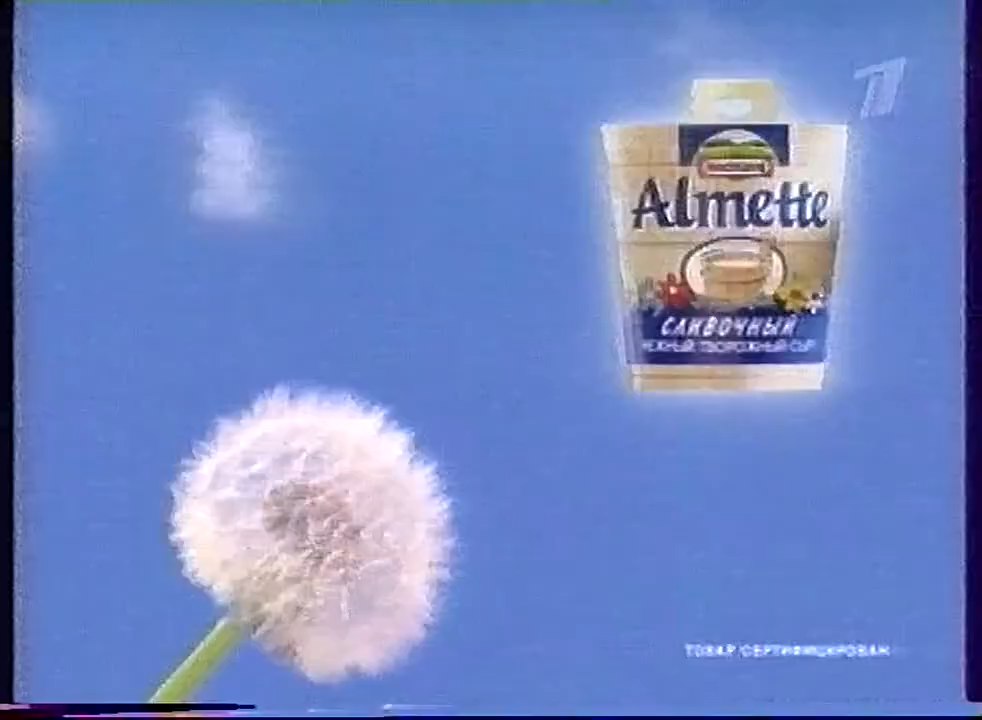 Almette
СЛИВОЧНЫЙ
НЕЖНЫЙ ТВОРОЖНЫЙ СЫР
ТОВАР СЕРТИФИЦИРОВАН